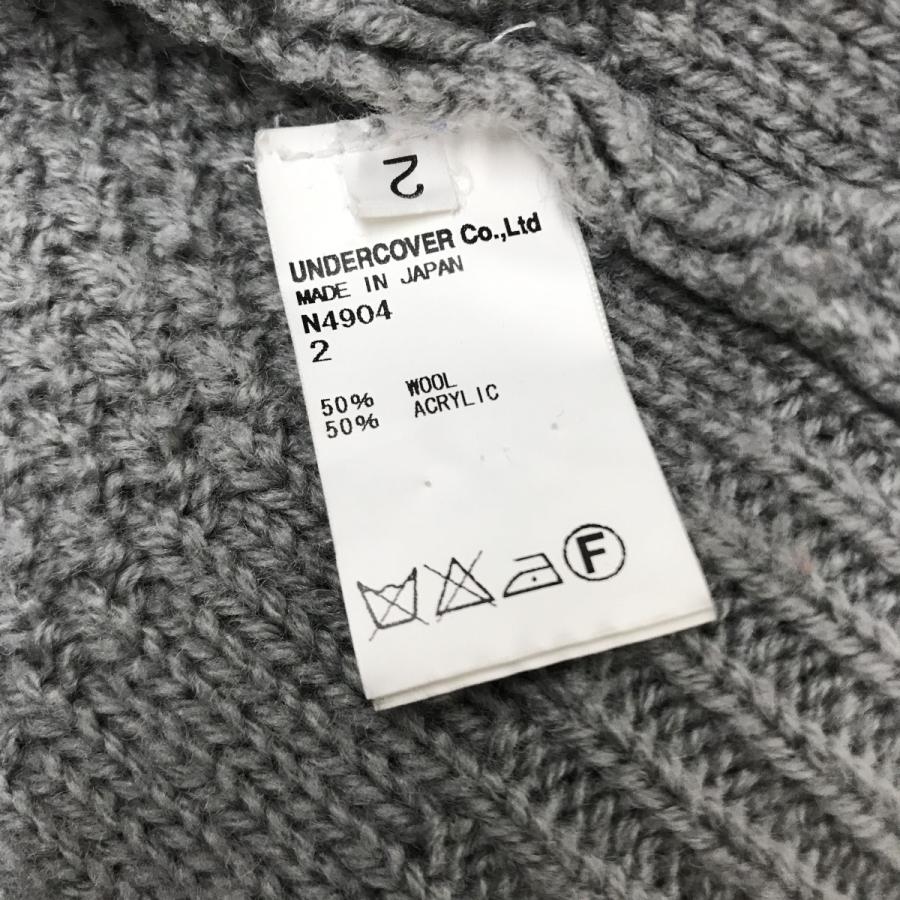 2
UNDERCOVER Co.,Ltd
MADE IN JAPAN
N4904
2
50% WOOL
50% ACRYLIC
F